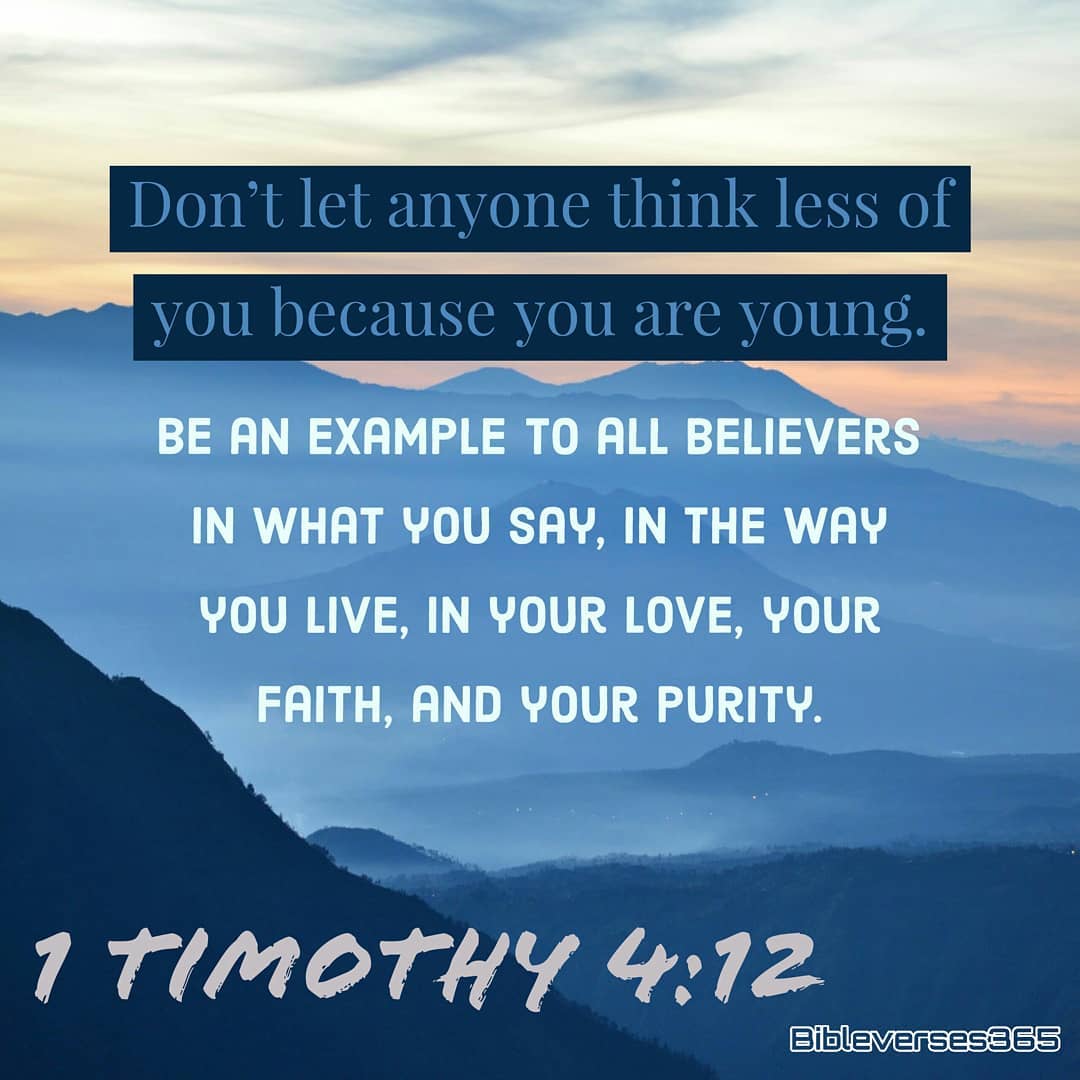 Don’t let anyone think less of
you because you are young.
BE AN EXAMPLE TO ALL BELIEVERS
IN WHAT YOU SAY, IN THE WAY
YOU LIVE, IN YOUR LOVE, YOUR
FAITH, AND YOUR PURITY.
1 TIMOTHY 4:12
Bibleverses365